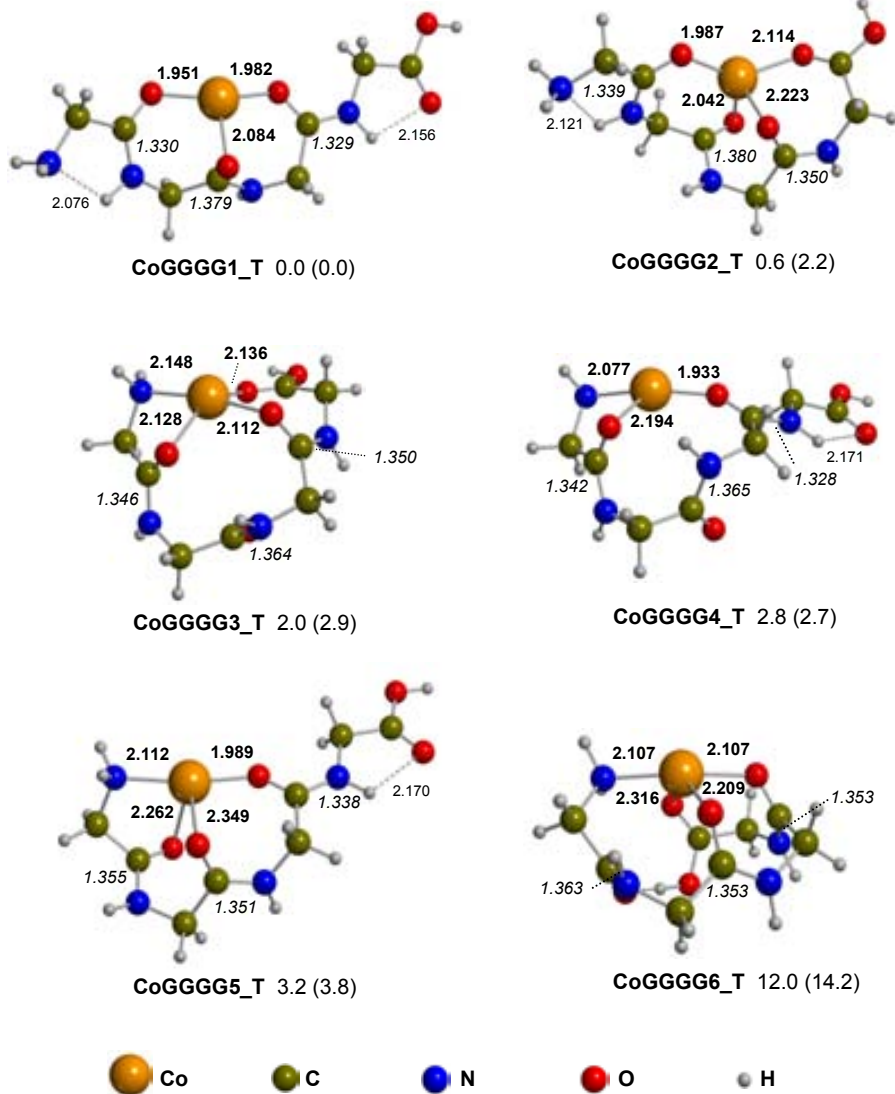 1.951 1.982
1.330 2.084 1.329 2.156
2.076 1.379
CoGGGG1_T 0.0 (0.0)
1.987 2.114
1.339 2.042 2.223
2.121 1.380 1.350
CoGGGG2_T 0.6 (2.2)
2.148 2.136
2.128 2.112
1.346 1.350
1.364
CoGGGG3_T 2.0 (2.9)
2.077 1.933
2.194 2.171
1.342 1.365 1.328
CoGGGG4_T 2.8 (2.7)
2.112 1.989
2.262 2.349 1.338 2.170
1.355 1.351
CoGGGG5_T 3.2 (3.8)
2.107 2.107
2.316 2.209 1.353
1.363 1.353
CoGGGG6_T 12.0 (14.2)
Co C N O H